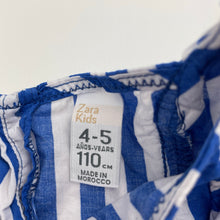 Zara
Kids
4-5
AÑOS-YEARS
110 CM
MADE IN
MOROCCO